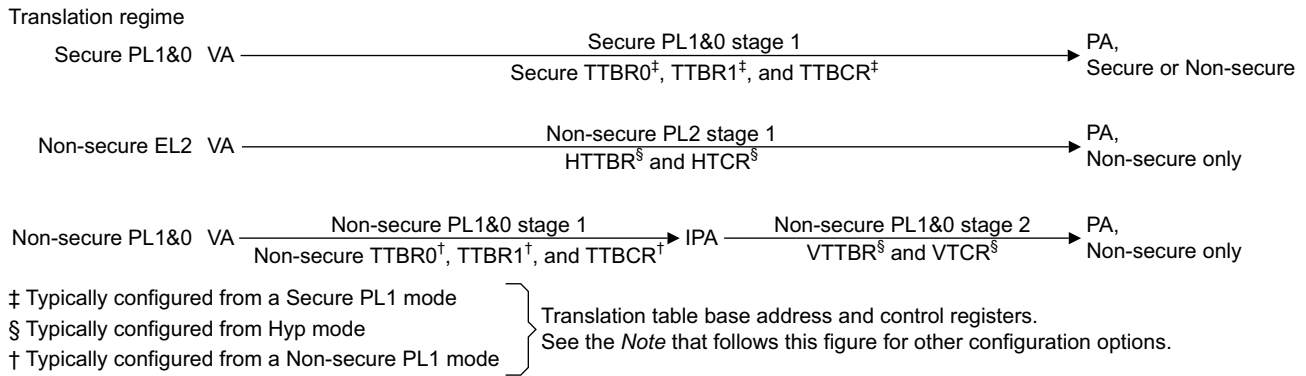 Translation regime
Secure PL1&0 VA Secure PL1&0 stage 1 PA,
Secure TTBR0‡, TTBR1‡, and TTBCR‡ Secure or Non-secure
Non-secure EL2 VA Non-secure PL2 stage 1 PA,
HTTBR§ and HTCR§ Non-secure only
Non-secure PL1&0 VA Non-secure PL1&0 stage 1 IPA Non-secure PL1&0 stage 2 PA,
Non-secure TTBR0†, TTBR1†, and TTBCR† VTTBR§ and VTCR§ Non-secure only
‡ Typically configured from a Secure PL1 mode
§ Typically configured from Hyp mode
† Typically configured from a Non-secure PL1 mode
Translation table base address and control registers.
See the Note that follows this figure for other configuration options.